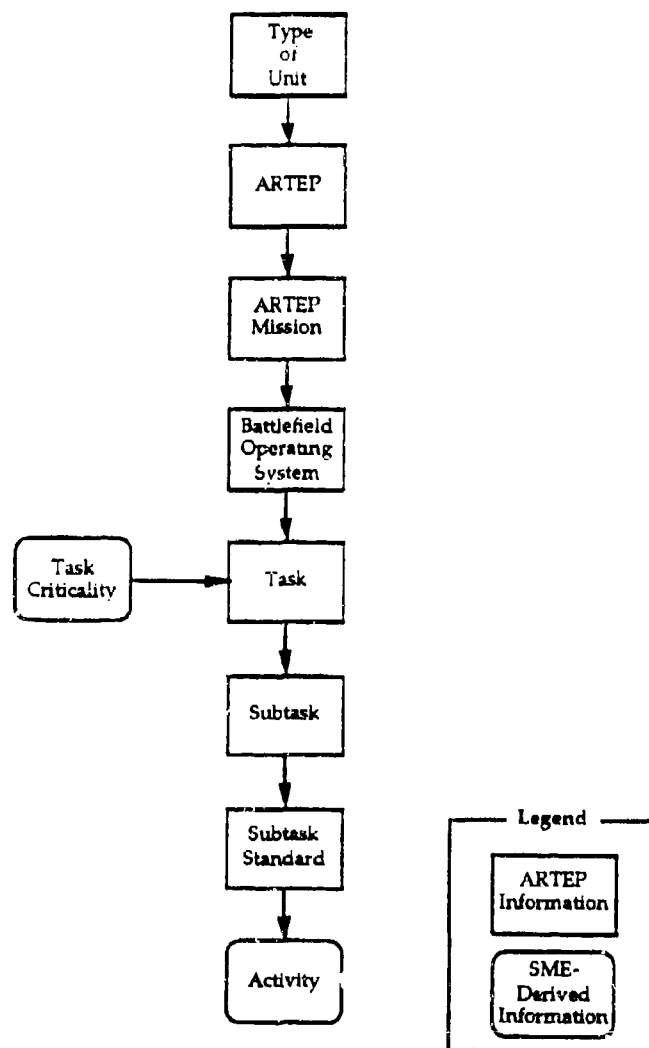 Type
of
Unit
ARTEP
ARTEP
Mission
Battlefield
Operating
System
Task
Criticality
Task
Subtask
Subtask
Standard
Activity
Legend
ARTEP
Information
SME-
Derived
Information